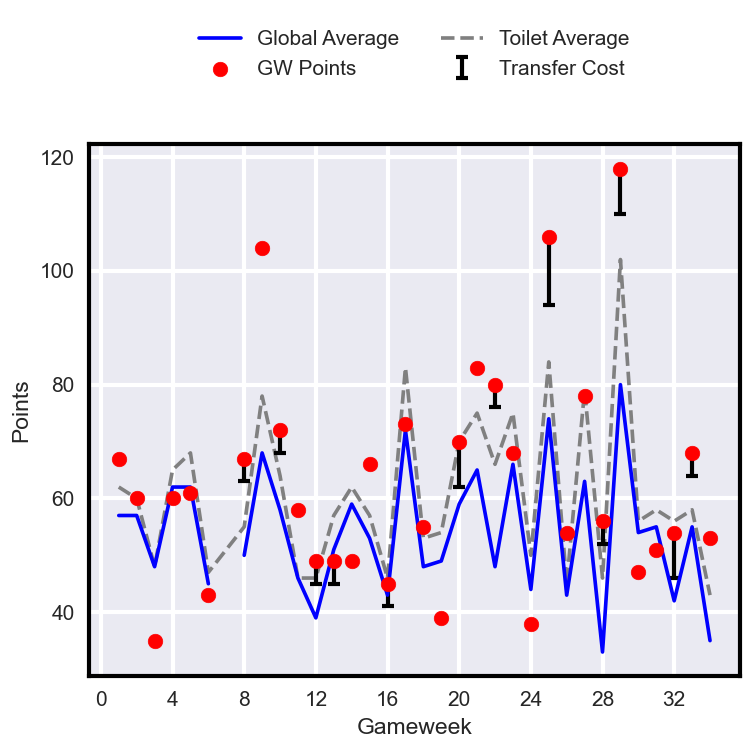 Global Average Toilet Average
GW Points Transfer Cost
120
100
80
60
40
Points
0 4 8 12 16 20 24 28 32
Gameweek